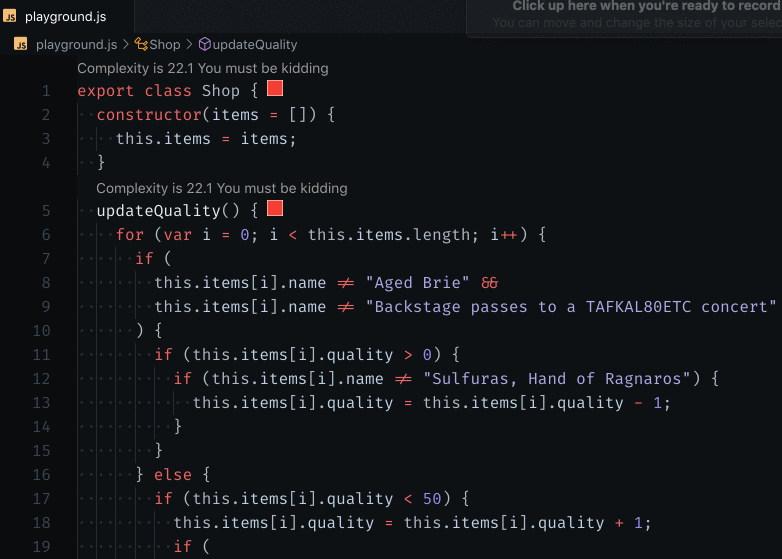 JS playground.js
Click up here when you're ready to record
You can move and change the size of your selec
JS playground.js > Shop > updateQuality
Complexity is 22.1 You must be kidding
1 export class Shop {
2 constructor(items = []) {
3 this.items = items;
4 }
Complexity is 22.1 You must be kidding
5 updateQuality() {
6 for (var i = 0; i < this.items.length; i++) {
7 if (
8 this.items[i].name != "Aged Brie" &&
9 this.items[i].name != "Backstage passes to a TAFKAL80ETC concert"
10 ) {
11 if (this.items[i].quality > 0) {
12 if (this.items[i].name != "Sulfuras, Hand of Ragnaros") {
13 this.items[i].quality = this.items[i].quality - 1;
14 }
15 }
16 } else {
17 if (this.items[i].quality < 50) {
18 this.items[i].quality = this.items[i].quality + 1;
19 if (